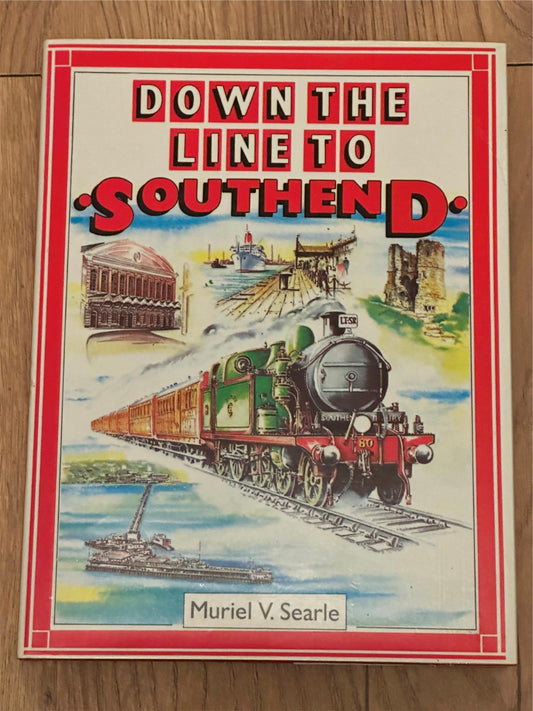 DOWN THE
LINE TO
SOUTHEND
LTSR
SOUTHEND
80
Muriel V. Searle